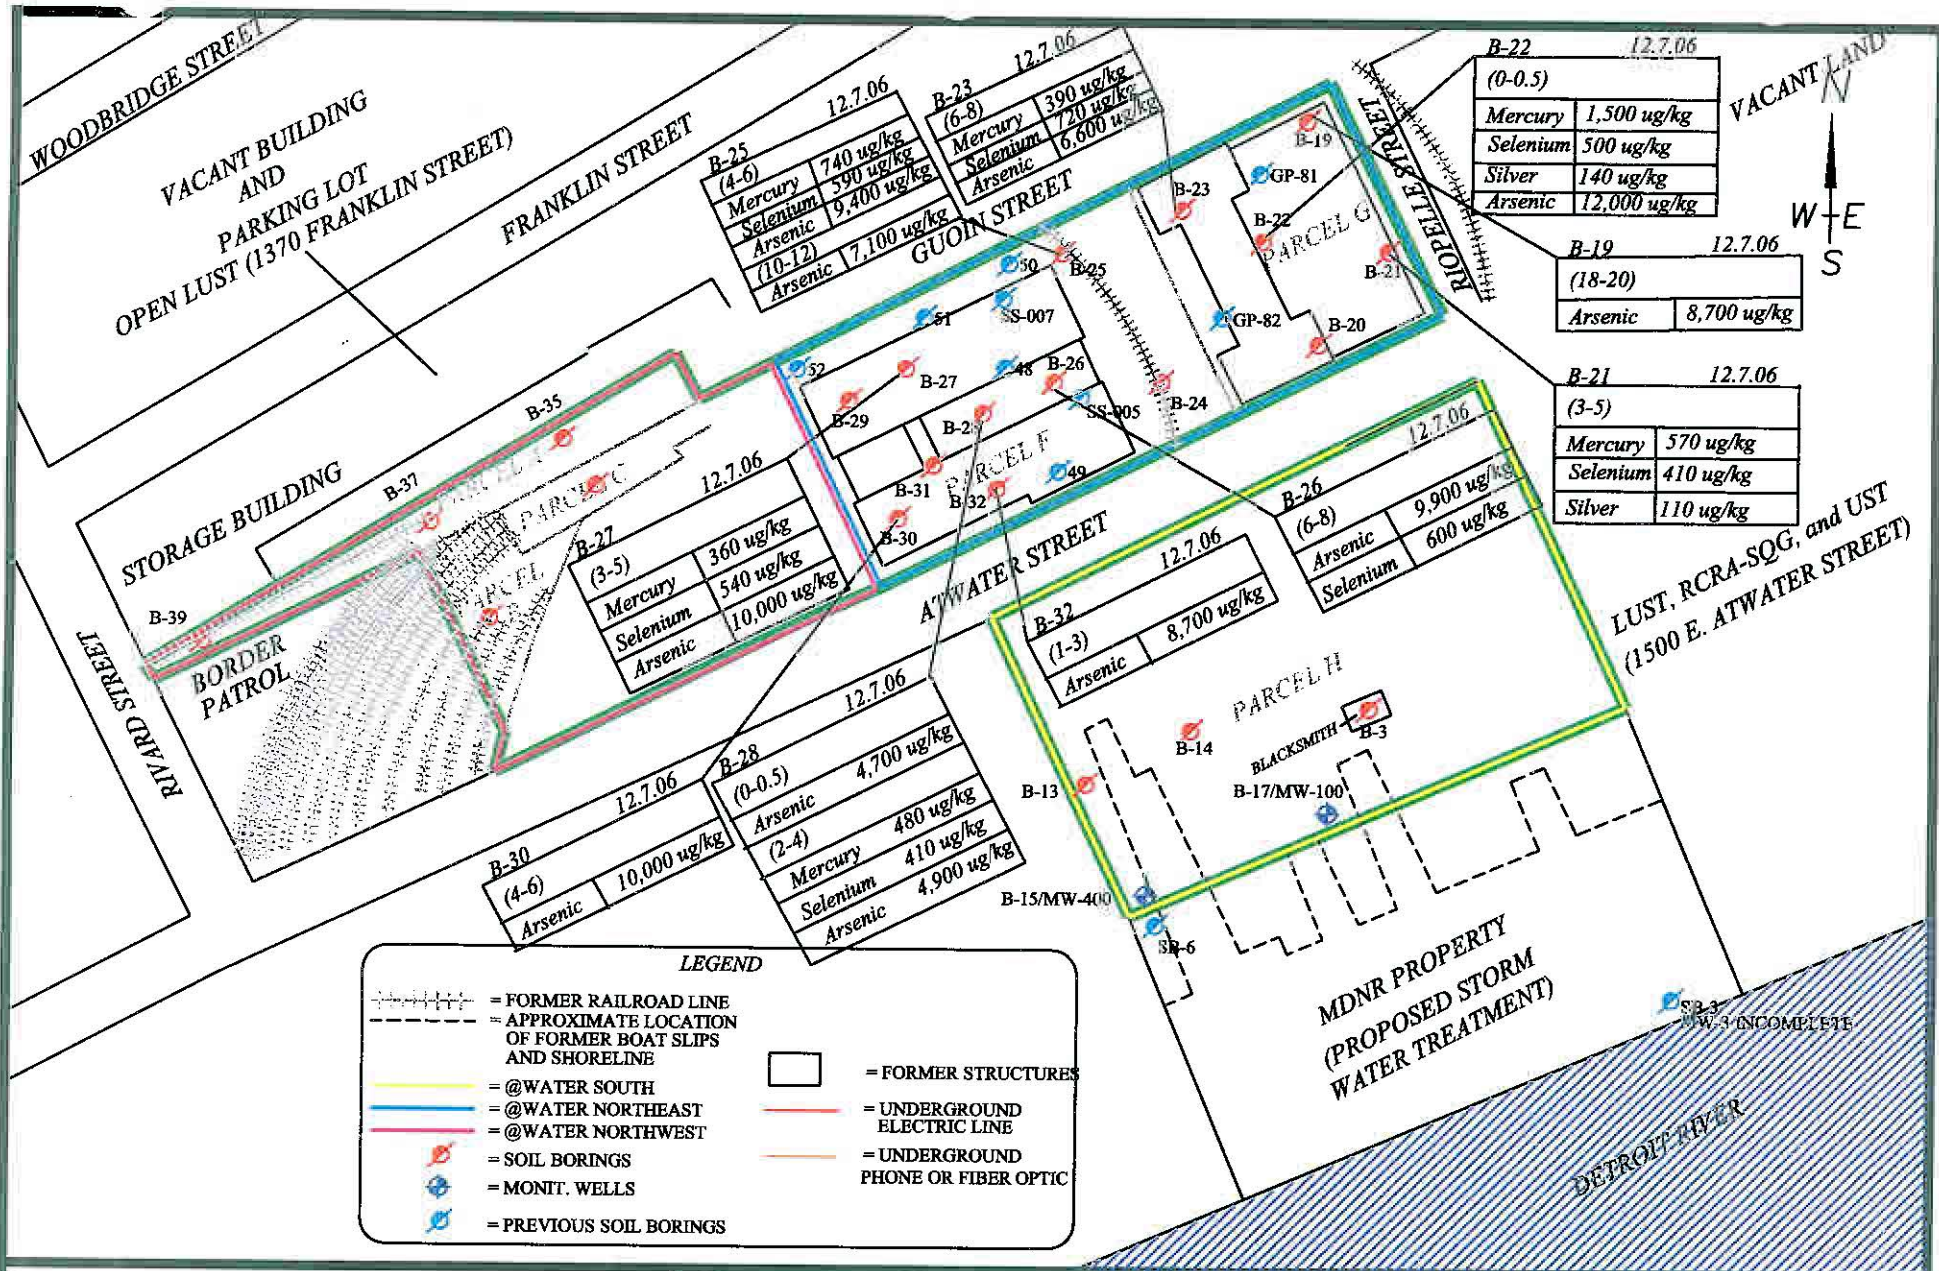 WOODBRIDGE STREET
VACANT BUILDING
AND
PARKING LOT
OPEN LUST (1370 FRANKLIN STREET)
FRANKLIN STREET
GUOIN STREET
RIOPELLE STREET
VACANT LAND
N
W E
S
B-25 12.7.06
(4-6)
Mercury 740 ug/kg
Selenium 590 ug/kg
Arsenic 9,400 ug/kg
(10-12)
Arsenic 7,100 ug/kg
B-23 12.7.06
(6-8)
Mercury 390 ug/kg
Selenium 720 ug/kg
Arsenic 6,600 ug/kg
B-22 12.7.06
(0-0.5)
Mercury 1,500 ug/kg
Selenium 500 ug/kg
Silver 140 ug/kg
Arsenic 12,000 ug/kg
B-19 12.7.06
(18-20)
Arsenic 8,700 ug/kg
B-21 12.7.06
(3-5)
Mercury 570 ug/kg
Selenium 410 ug/kg
Silver 110 ug/kg
B-19
GP-81
B-23
B-22
PARCEL G
B-21
GP-82
B-20
50
B-25
SS-007
51
52
48
B-26
B-27
SS-005
B-24
B-29
PARCEL F
49
B-31
B-32
B-30
B-35
B-37
B-39
STORAGE BUILDING
BORDER
PATROL
RIVARD STREET
ATWATER STREET
B-27 12.7.06
(3-5)
Mercury 360 ug/kg
Selenium 540 ug/kg
Arsenic 10,000 ug/kg
B-26 12.7.06
(6-8)
Arsenic 9,900 ug/kg
Selenium 600 ug/kg
B-32 12.7.06
(1-3)
Arsenic 8,700 ug/kg
B-28 12.7.06
(0-0.5)
Arsenic 4,700 ug/kg
(2-4)
Mercury 480 ug/kg
Selenium 410 ug/kg
Arsenic 4,900 ug/kg
B-30 12.7.06
(4-6)
Arsenic 10,000 ug/kg
LUST, RCRA-SQG, and UST
(1500 E. ATWATER STREET)
PARCEL H
B-14
BLACKSMITH
B-3
B-13
B-17/MW-100
B-15/MW-400
SB-6
MDNR PROPERTY
(PROPOSED STORM
WATER TREATMENT)
SB-3
MW-3 INCOMPLETE
DETROIT RIVER
LEGEND
= FORMER RAILROAD LINE
= APPROXIMATE LOCATION
OF FORMER BOAT SLIPS
AND SHORELINE
= @WATER SOUTH
= @WATER NORTHEAST
= @WATER NORTHWEST
= SOIL BORINGS
= MONIT. WELLS
= PREVIOUS SOIL BORINGS
= FORMER STRUCTURES
= UNDERGROUND
ELECTRIC LINE
= UNDERGROUND
PHONE OR FIBER OPTIC